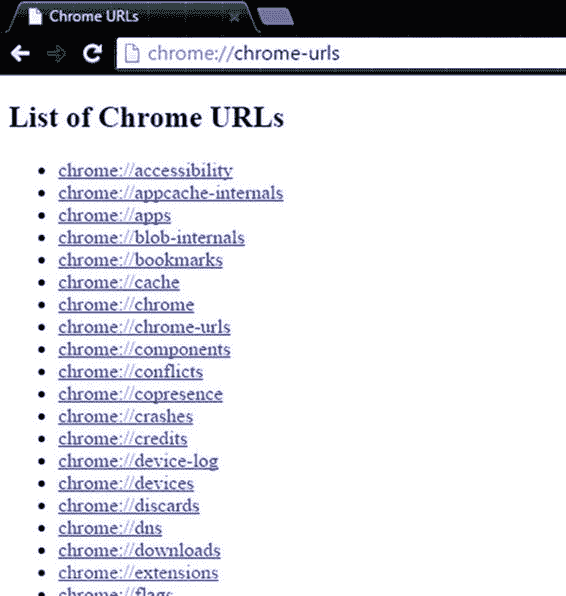 Chrome URLs
chrome://chrome-urls
List of Chrome URLs
chrome://accessibility
chrome://appcache-internals
chrome://apps
chrome://blob-internals
chrome://bookmarks
chrome://cache
chrome://chrome
chrome://chrome-urls
chrome://components
chrome://conflicts
chrome://copresence
chrome://crashes
chrome://credits
chrome://device-log
chrome://devices
chrome://discards
chrome://dns
chrome://downloads
chrome://extensions
chrome://flags